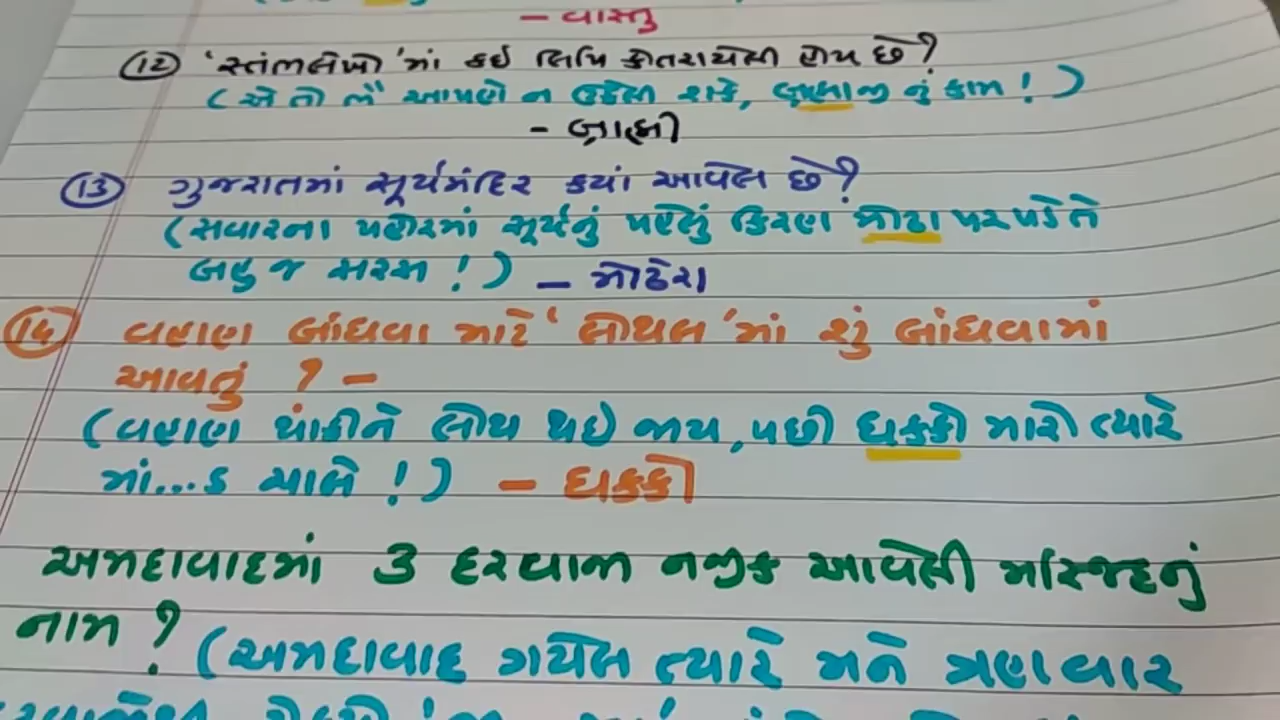 - વાસ્તુ
(12) 'સ્તંભલેખો'માં કઈ લિપિ કોતરાયેલી હોય છે?
(એ તો ભૈ આપણે ન ઉકેલી શકે, બ્રહ્માજી નું કામ!)
- બ્રાહ્મી
(13) ગુજરાતમાં સૂર્યમંદિર ક્યાં આવેલ છે?
(સવારના પહોરમાં સૂર્યનું પહેલું કિરણ મોઢા પર પડે તે
બહુ જ સરસ!) - મોઢેરા
(14) વહાણ બાંધવા માટે 'લોથલ'માં શું બાંધવામાં
આવતું? -
(વહાણ થાકીને લોથ થઈ જાય, પછી ધક્કો મારો ત્યારે
માં...ડ ચાલે!) - ધક્કો
અમદાવાદમાં 3 દરવાજા નજીક આવેલી મસ્જિદનું
નામ?
(અમદાવાદ ગયેલ ત્યારે મને ત્રણવાર